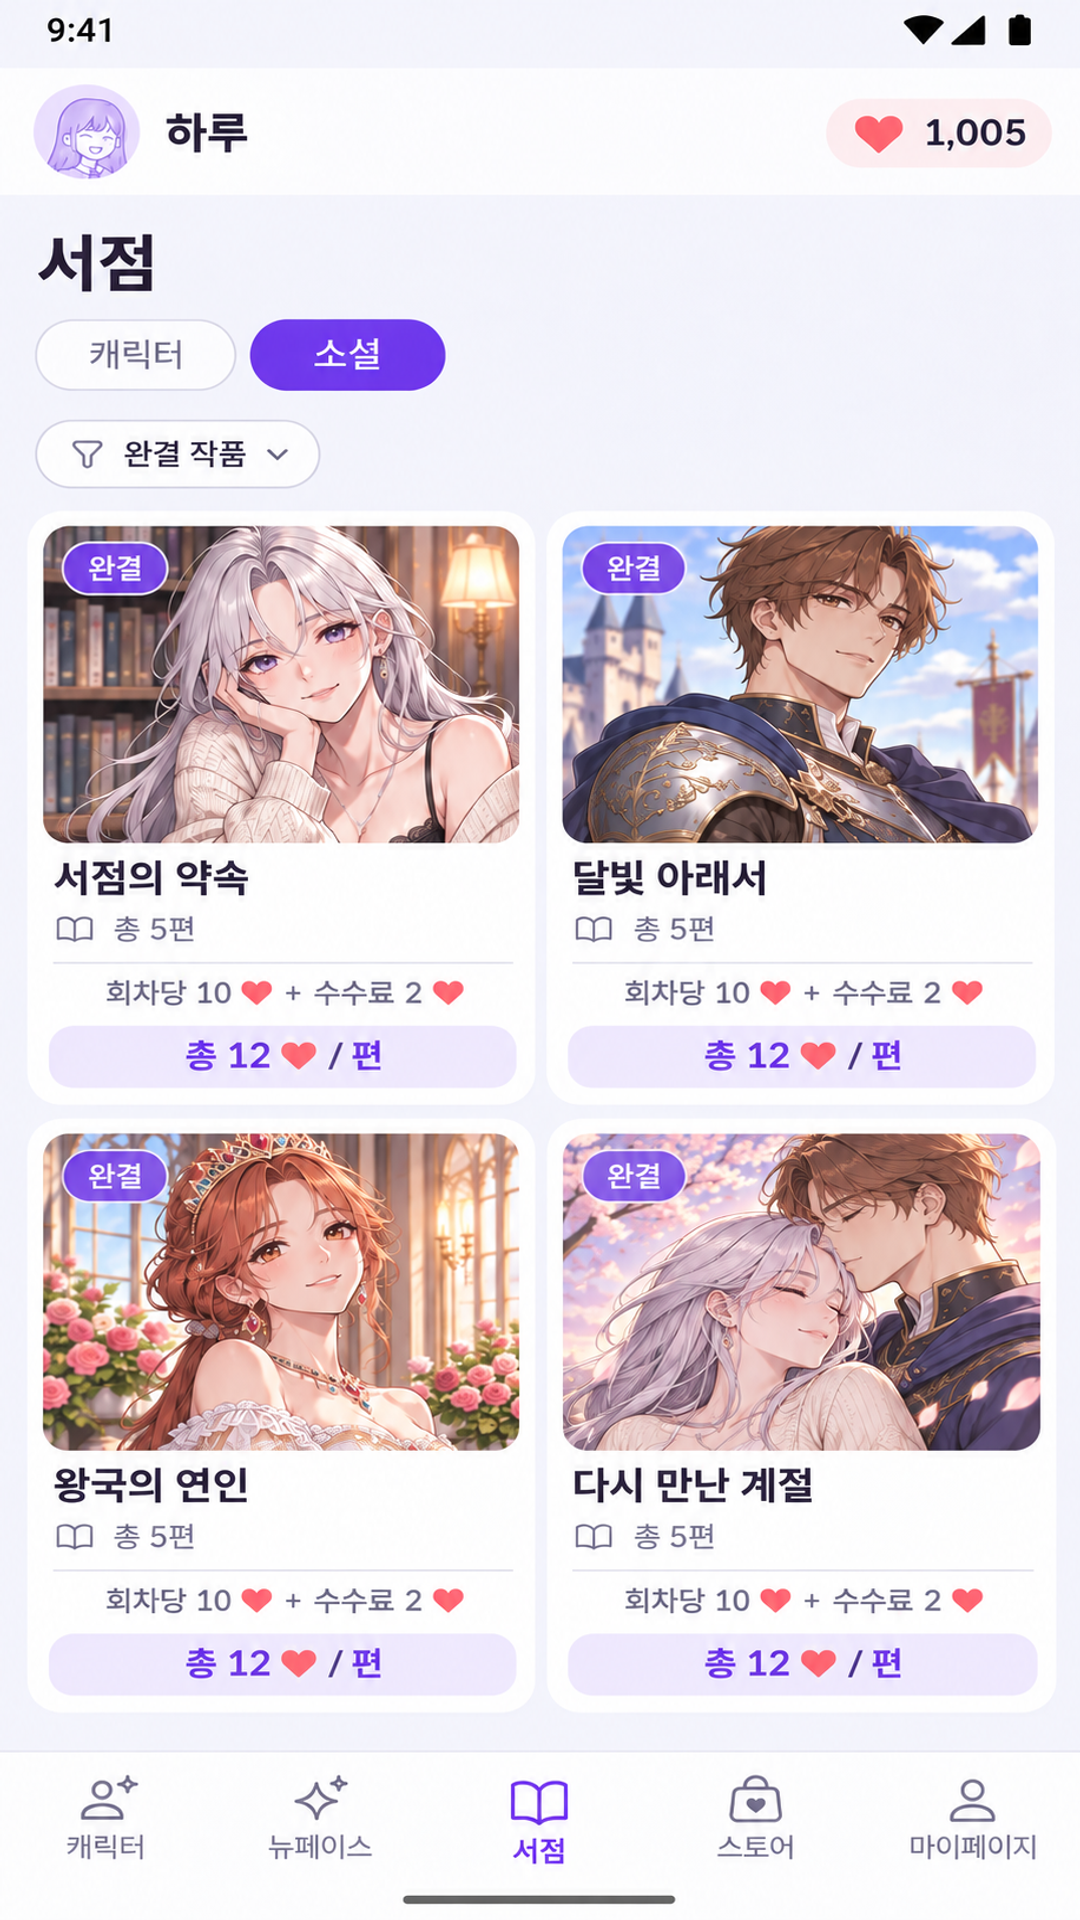 9:41
하루
1,005
서점
캐릭터
소셜
완결 작품
완결
완결
서점의 약속
달빛 아래서
총 5편
총 5편
회차당 10 ❤ + 수수료 2 ❤
회차당 10 ❤ + 수수료 2 ❤
총 12 ❤ / 편
총 12 ❤ / 편
완결
완결
왕국의 연인
다시 만난 계절
총 5편
총 5편
회차당 10 ❤ + 수수료 2 ❤
회차당 10 ❤ + 수수료 2 ❤
총 12 ❤ / 편
총 12 ❤ / 편
캐릭터
뉴페이스
서점
스토어
마이페이지